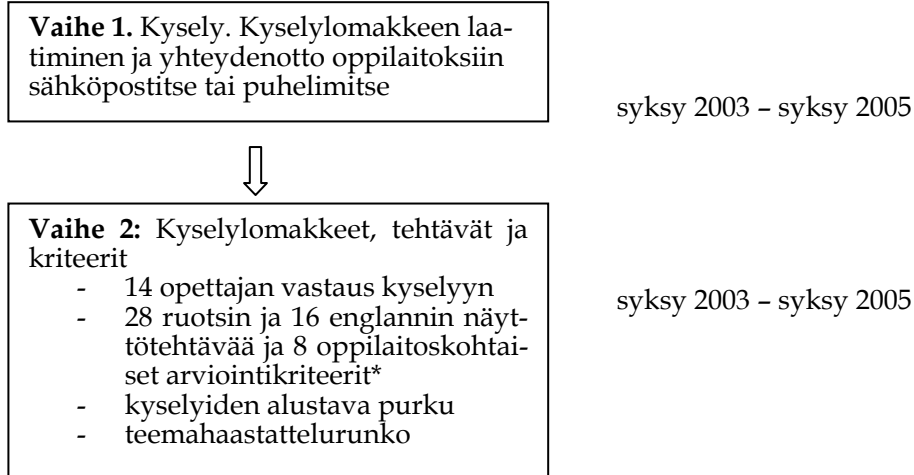 Vaihe 1. Kysely. Kyselylomakkeen laa-
timinen ja yhteydenotto oppilaitoksiin
sähköpostitse tai puhelimitse
syksy 2003 – syksy 2005
Vaihe 2: Kyselylomakkeet, tehtävät ja
kriteerit
- 14 opettajan vastaus kyselyyn
- 28 ruotsin ja 16 englannin näyt-
tötehtävää ja 8 oppilaitoskohtai-
set arviointikriteerit*
- kyselyiden alustava purku
- teemahaastattelurunko
syksy 2003 – syksy 2005